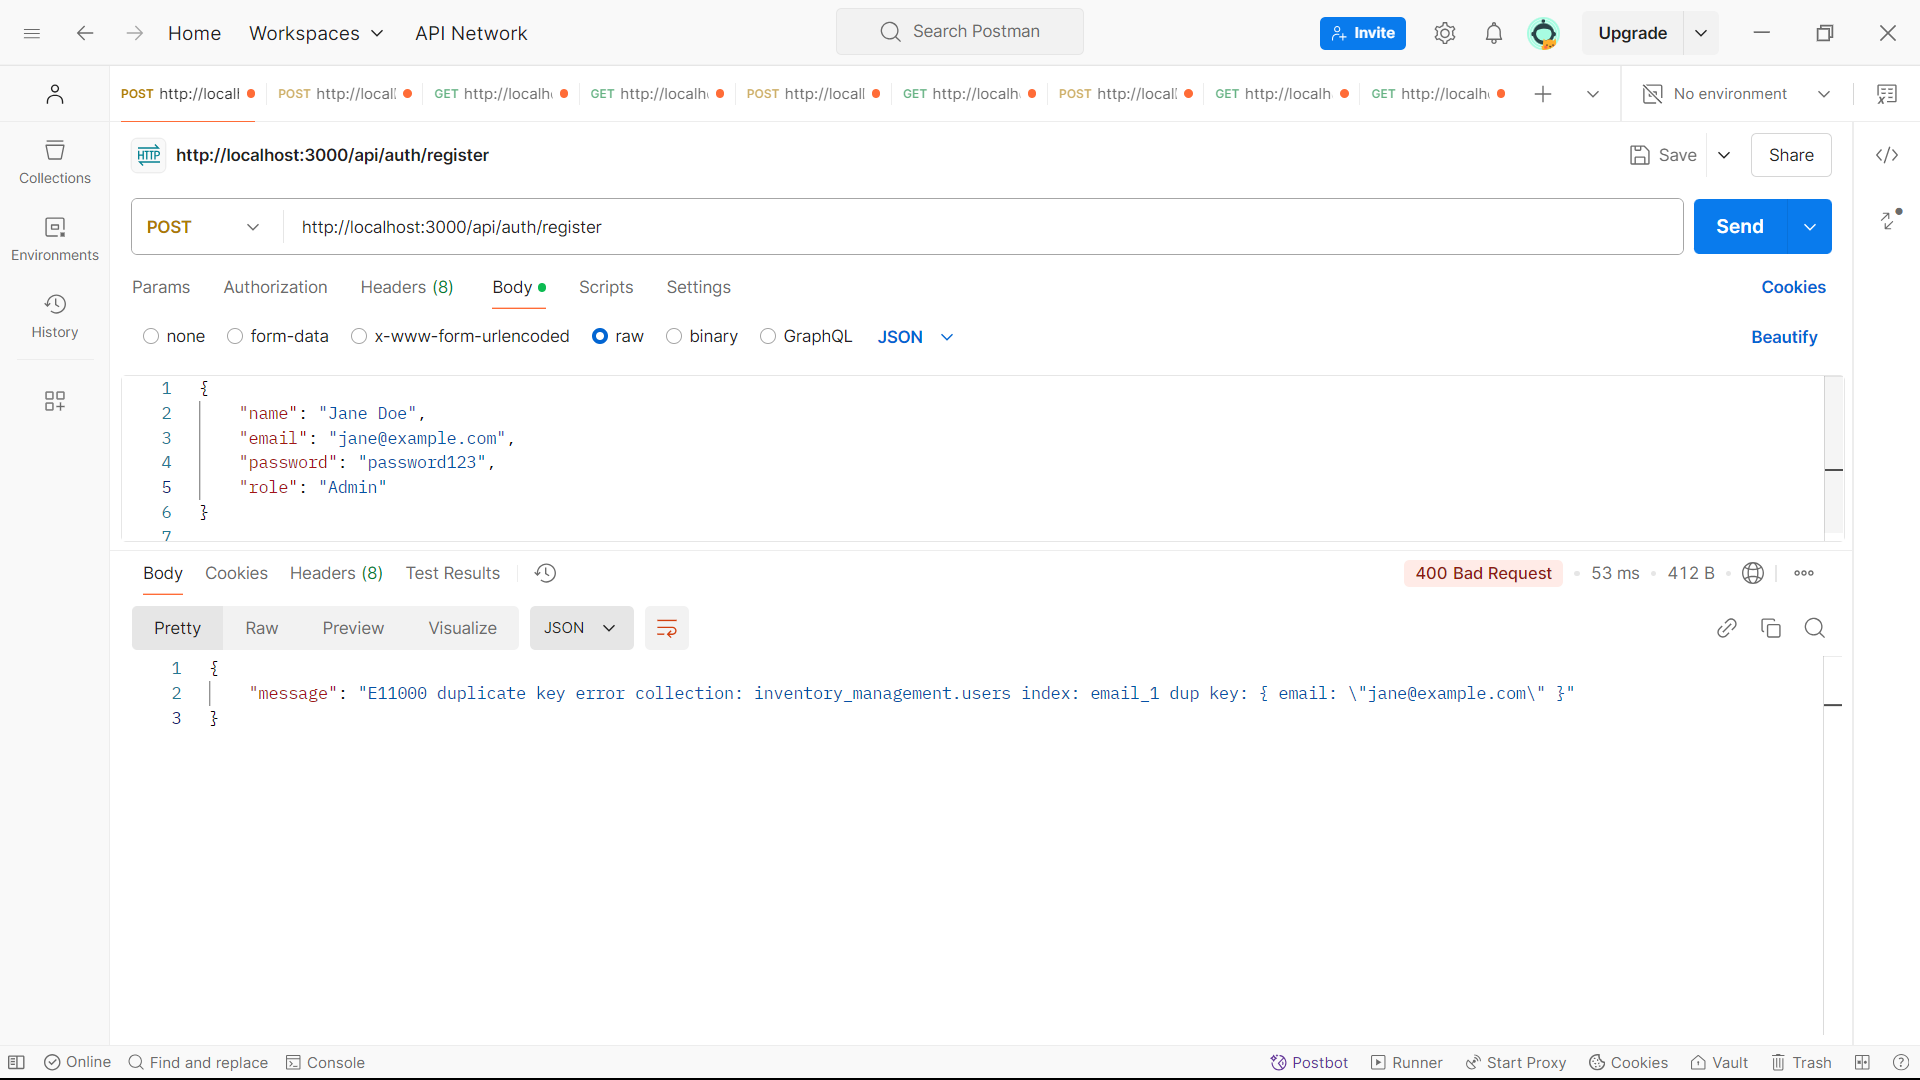 Home Workspaces API Network Search Postman Invite Upgrade
POST http://locall POST http://locall GET http://localh GET http://localh POST http://locall GET http://localh POST http://locall GET http://localh GET http://localh No environment
HTTP http://localhost:3000/api/auth/register Save Share
Collections
POST http://localhost:3000/api/auth/register Send
Environments
Params Authorization Headers (8) Body Scripts Settings Cookies
History
none form-data x-www-form-urlencoded raw binary GraphQL JSON Beautify
1 {
2 "name": "Jane Doe",
3 "email": "jane@example.com",
4 "password": "password123",
5 "role": "Admin"
6 }
7
Body Cookies Headers (8) Test Results 400 Bad Request 53 ms 412 B
Pretty Raw Preview Visualize JSON
1 {
2 "message": "E11000 duplicate key error collection: inventory_management.users index: email_1 dup key: { email: \"jane@example.com\" }"
3 }
Online Find and replace Console Postbot Runner Start Proxy Cookies Vault Trash